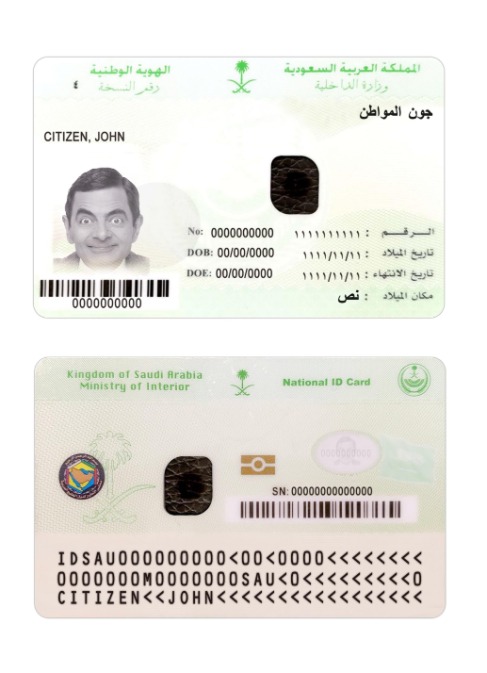 المملكة العربية السعودية
وزارة الداخلية
الهوية الوطنية
رقم النسخة ٤
جون المواطن
CITIZEN, JOHN
No: 0000000000 الـرقـم : ١١١١١١١١١١
DOB: 00/00/0000 تاريخ الميلاد : ١١١١/١١/١١
DOE: 00/00/0000 تاريخ الانتهاء : ١١١١/١١/١١
مكان الميلاد : نص
0000000000
Kingdom of Saudi Arabia
Ministry of Interior
National ID Card
SN: 00000000000000
IDSAU0000000000<00<0000<<<<<<<<
0000000M0000000SAU<0<<<<<<<<<0
CITIZEN<<JOHN<<<<<<<<<<<<<<<<<